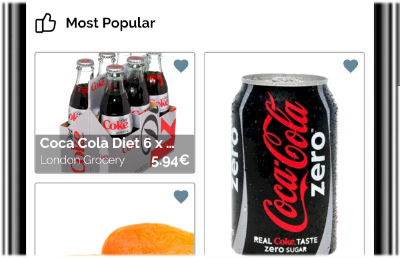 Most Popular
Coke
Coca Cola Diet 6 x ...
London Grocery
5.94€
zero
Coca-Cola
zero
REAL Coke TASTE
ZERO SUGAR